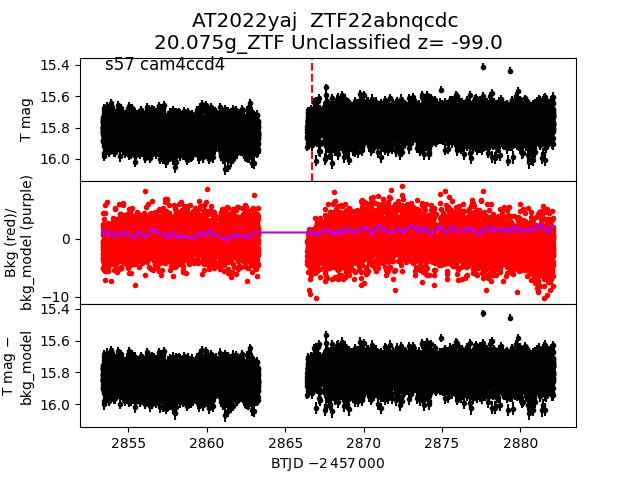 AT2022yaj  ZTF22abnqcdc
20.075g_ZTF Unclassified z= -99.0
s57 cam4ccd4
15.4
15.6
15.8
16.0
T mag
0
−10
Bkg (red)/
bkg_model (purple)
15.4
15.6
15.8
16.0
T mag −
bkg_model
2855
2860
2865
2870
2875
2880
BTJD −2 457 000